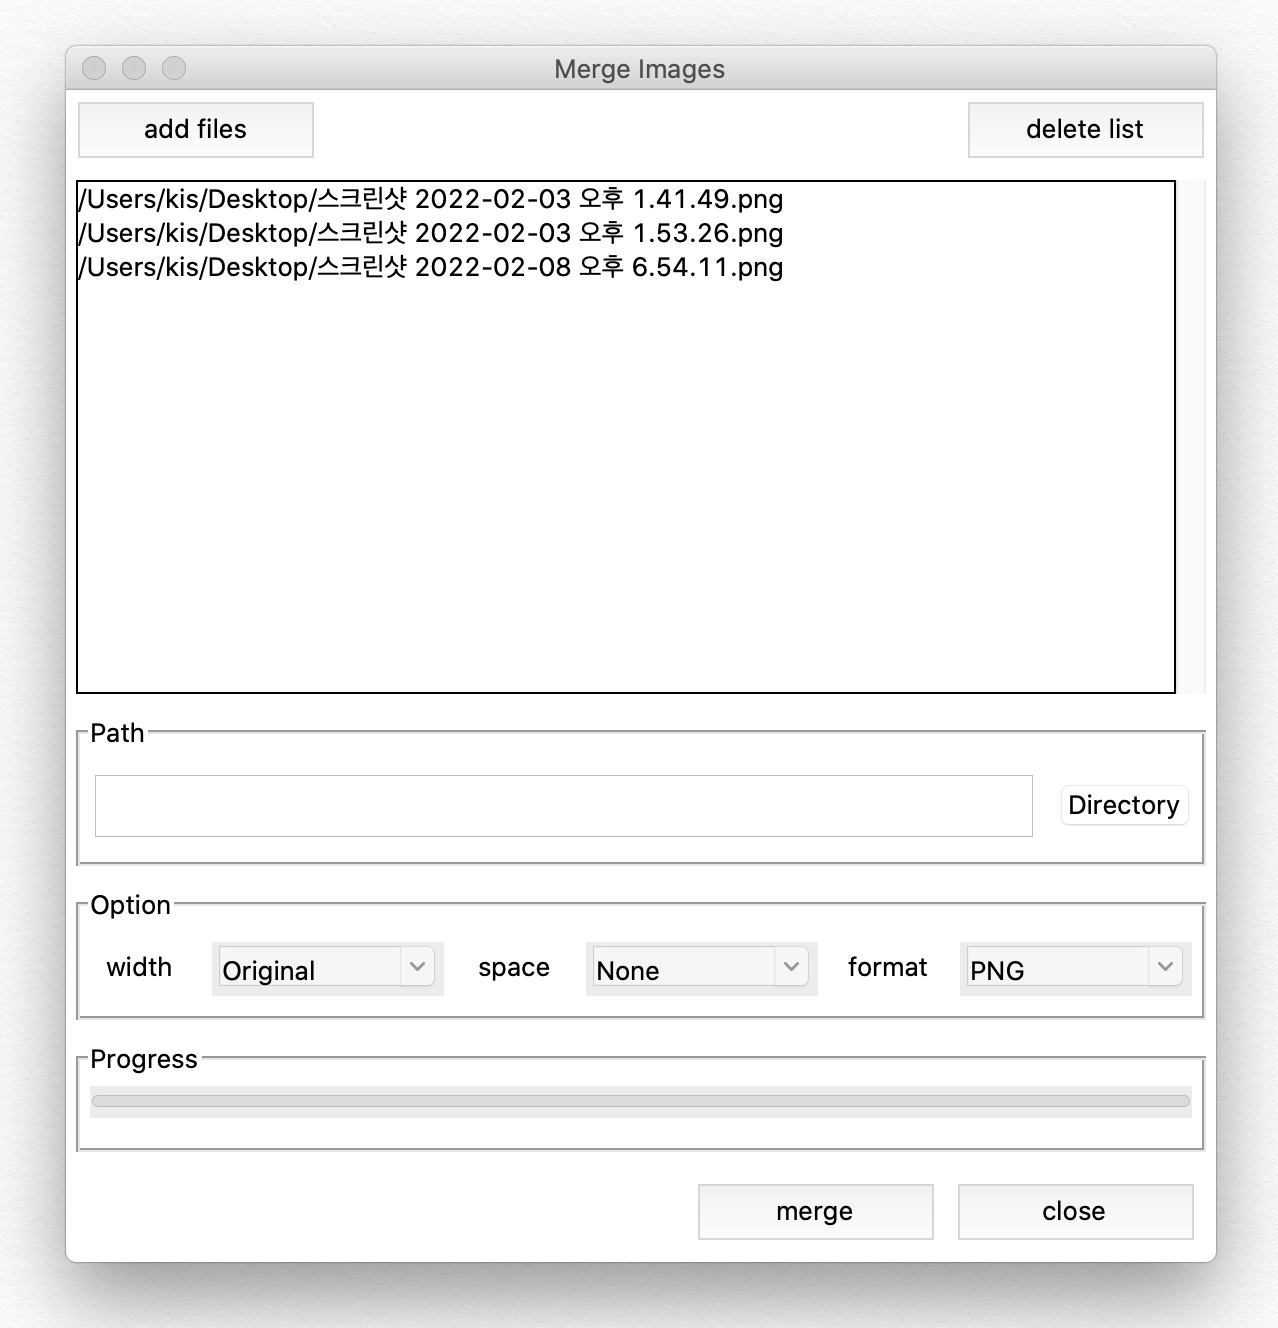 Merge Images
add files
delete list
/Users/kis/Desktop/스크린샷 2022-02-03 오후 1.41.49.png
/Users/kis/Desktop/스크린샷 2022-02-03 오후 1.53.26.png
/Users/kis/Desktop/스크린샷 2022-02-08 오후 6.54.11.png
Path
Directory
Option
width Original space None format PNG
Progress
merge close